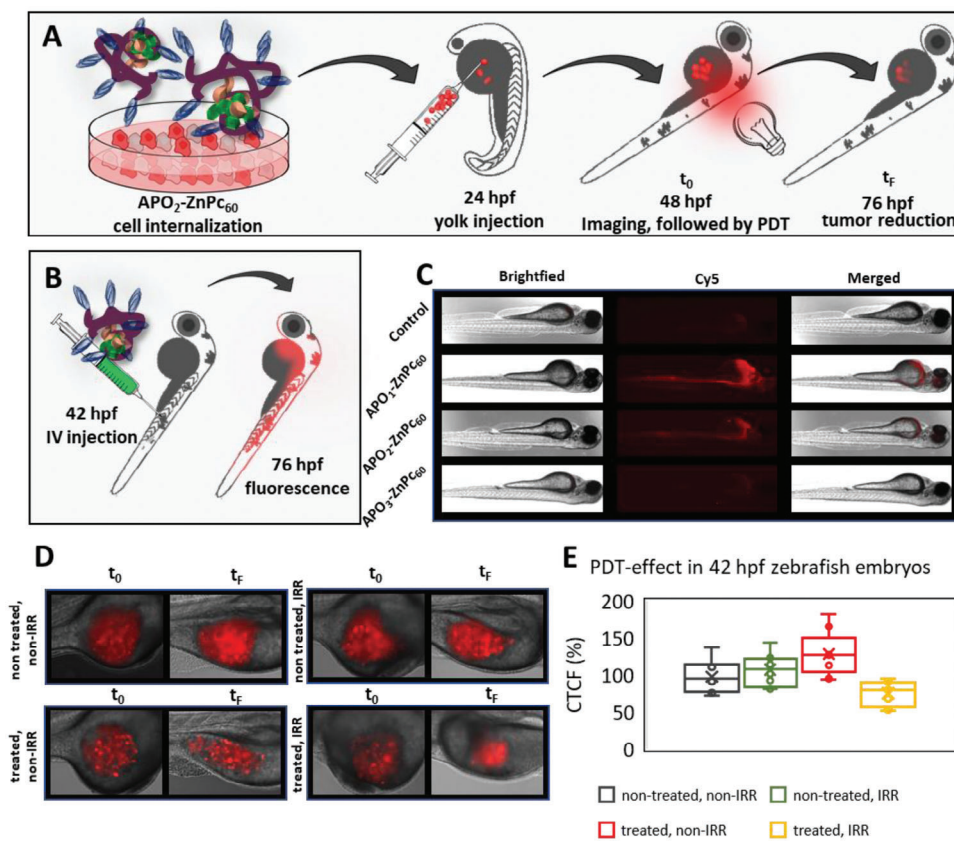 A
APO2-ZnPc60
cell internalization
24 hpf
yolk injection
t0
48 hpf
Imaging, followed by PDT
tF
76 hpf
tumor reduction
B
42 hpf
IV injection
76 hpf
fluorescence
C
Brightfied
Cy5
Merged
Control
APO1-ZnPc60
APO2-ZnPc60
APO3-ZnPc60
D
t0
tF
t0
tF
non treated,
non-IRR
non treated, IRR
treated,
non-IRR
treated, IRR
E
PDT-effect in 42 hpf zebrafish embryos
CTCF (%)
200
150
100
50
0
non-treated, non-IRR
non-treated, IRR
treated, non-IRR
treated, IRR